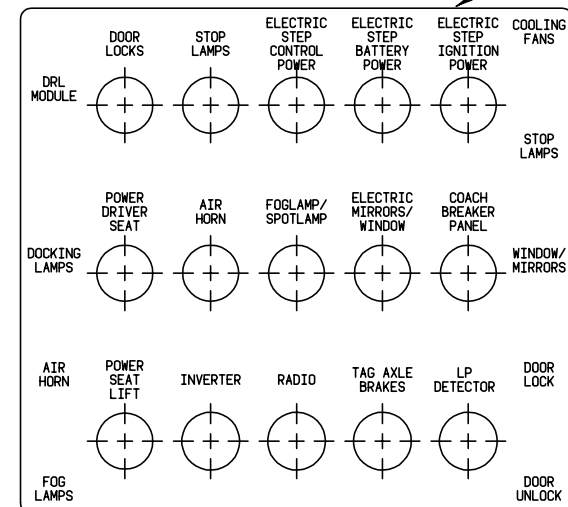 DOOR
LOCKS
STOP
LAMPS
ELECTRIC
STEP
CONTROL
POWER
ELECTRIC
STEP
BATTERY
POWER
ELECTRIC
STEP
IGNITION
POWER
COOLING
FANS
DRL
MODULE
STOP
LAMPS
POWER
DRIVER
SEAT
AIR
HORN
FOGLAMP/
SPOTLAMP
ELECTRIC
MIRRORS/
WINDOW
COACH
BREAKER
PANEL
DOCKING
LAMPS
WINDOW/
MIRRORS
AIR
HORN
POWER
SEAT
LIFT
INVERTER
RADIO
TAG AXLE
BRAKES
LP
DETECTOR
DOOR
LOCK
FOG
LAMPS
DOOR
UNLOCK